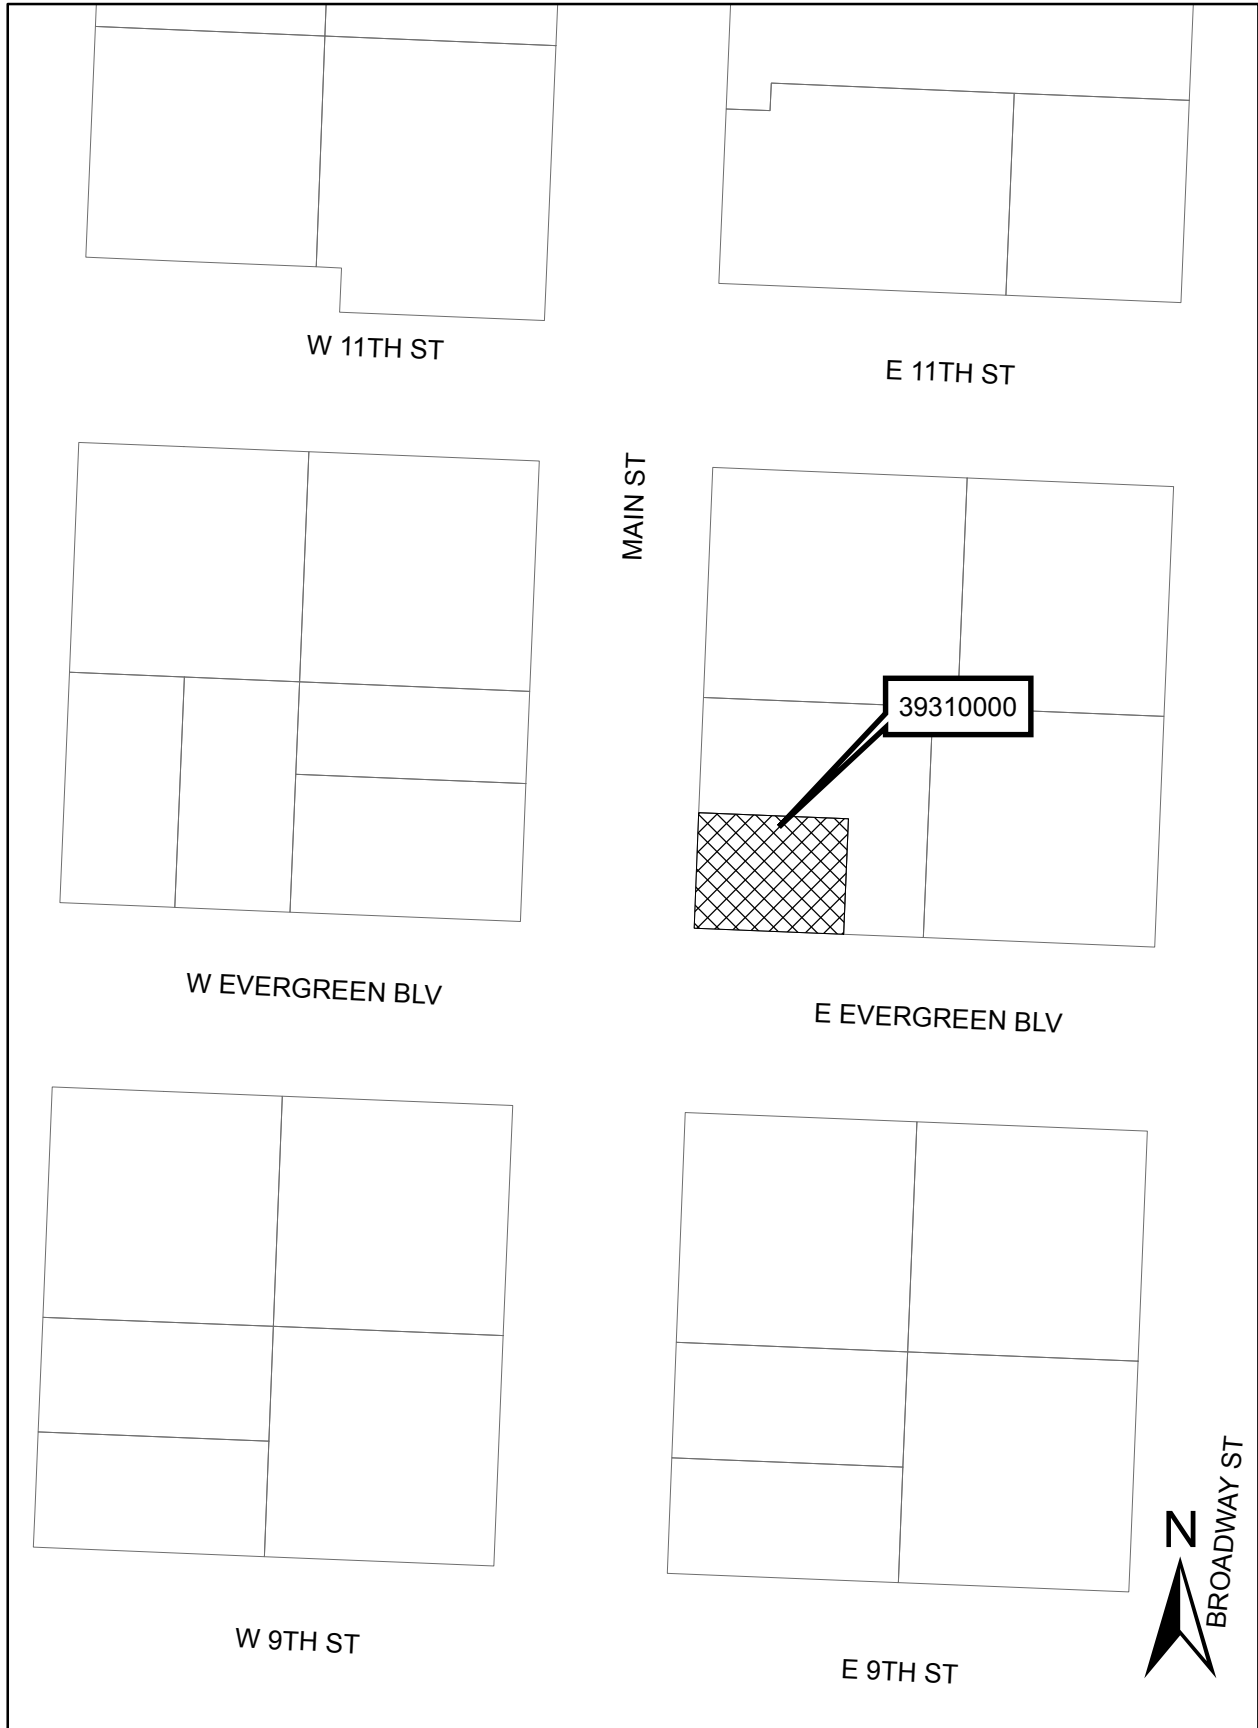 W 11TH ST
E 11TH ST
MAIN ST
39310000
W EVERGREEN BLV
E EVERGREEN BLV
BROADWAY ST
N
W 9TH ST
E 9TH ST